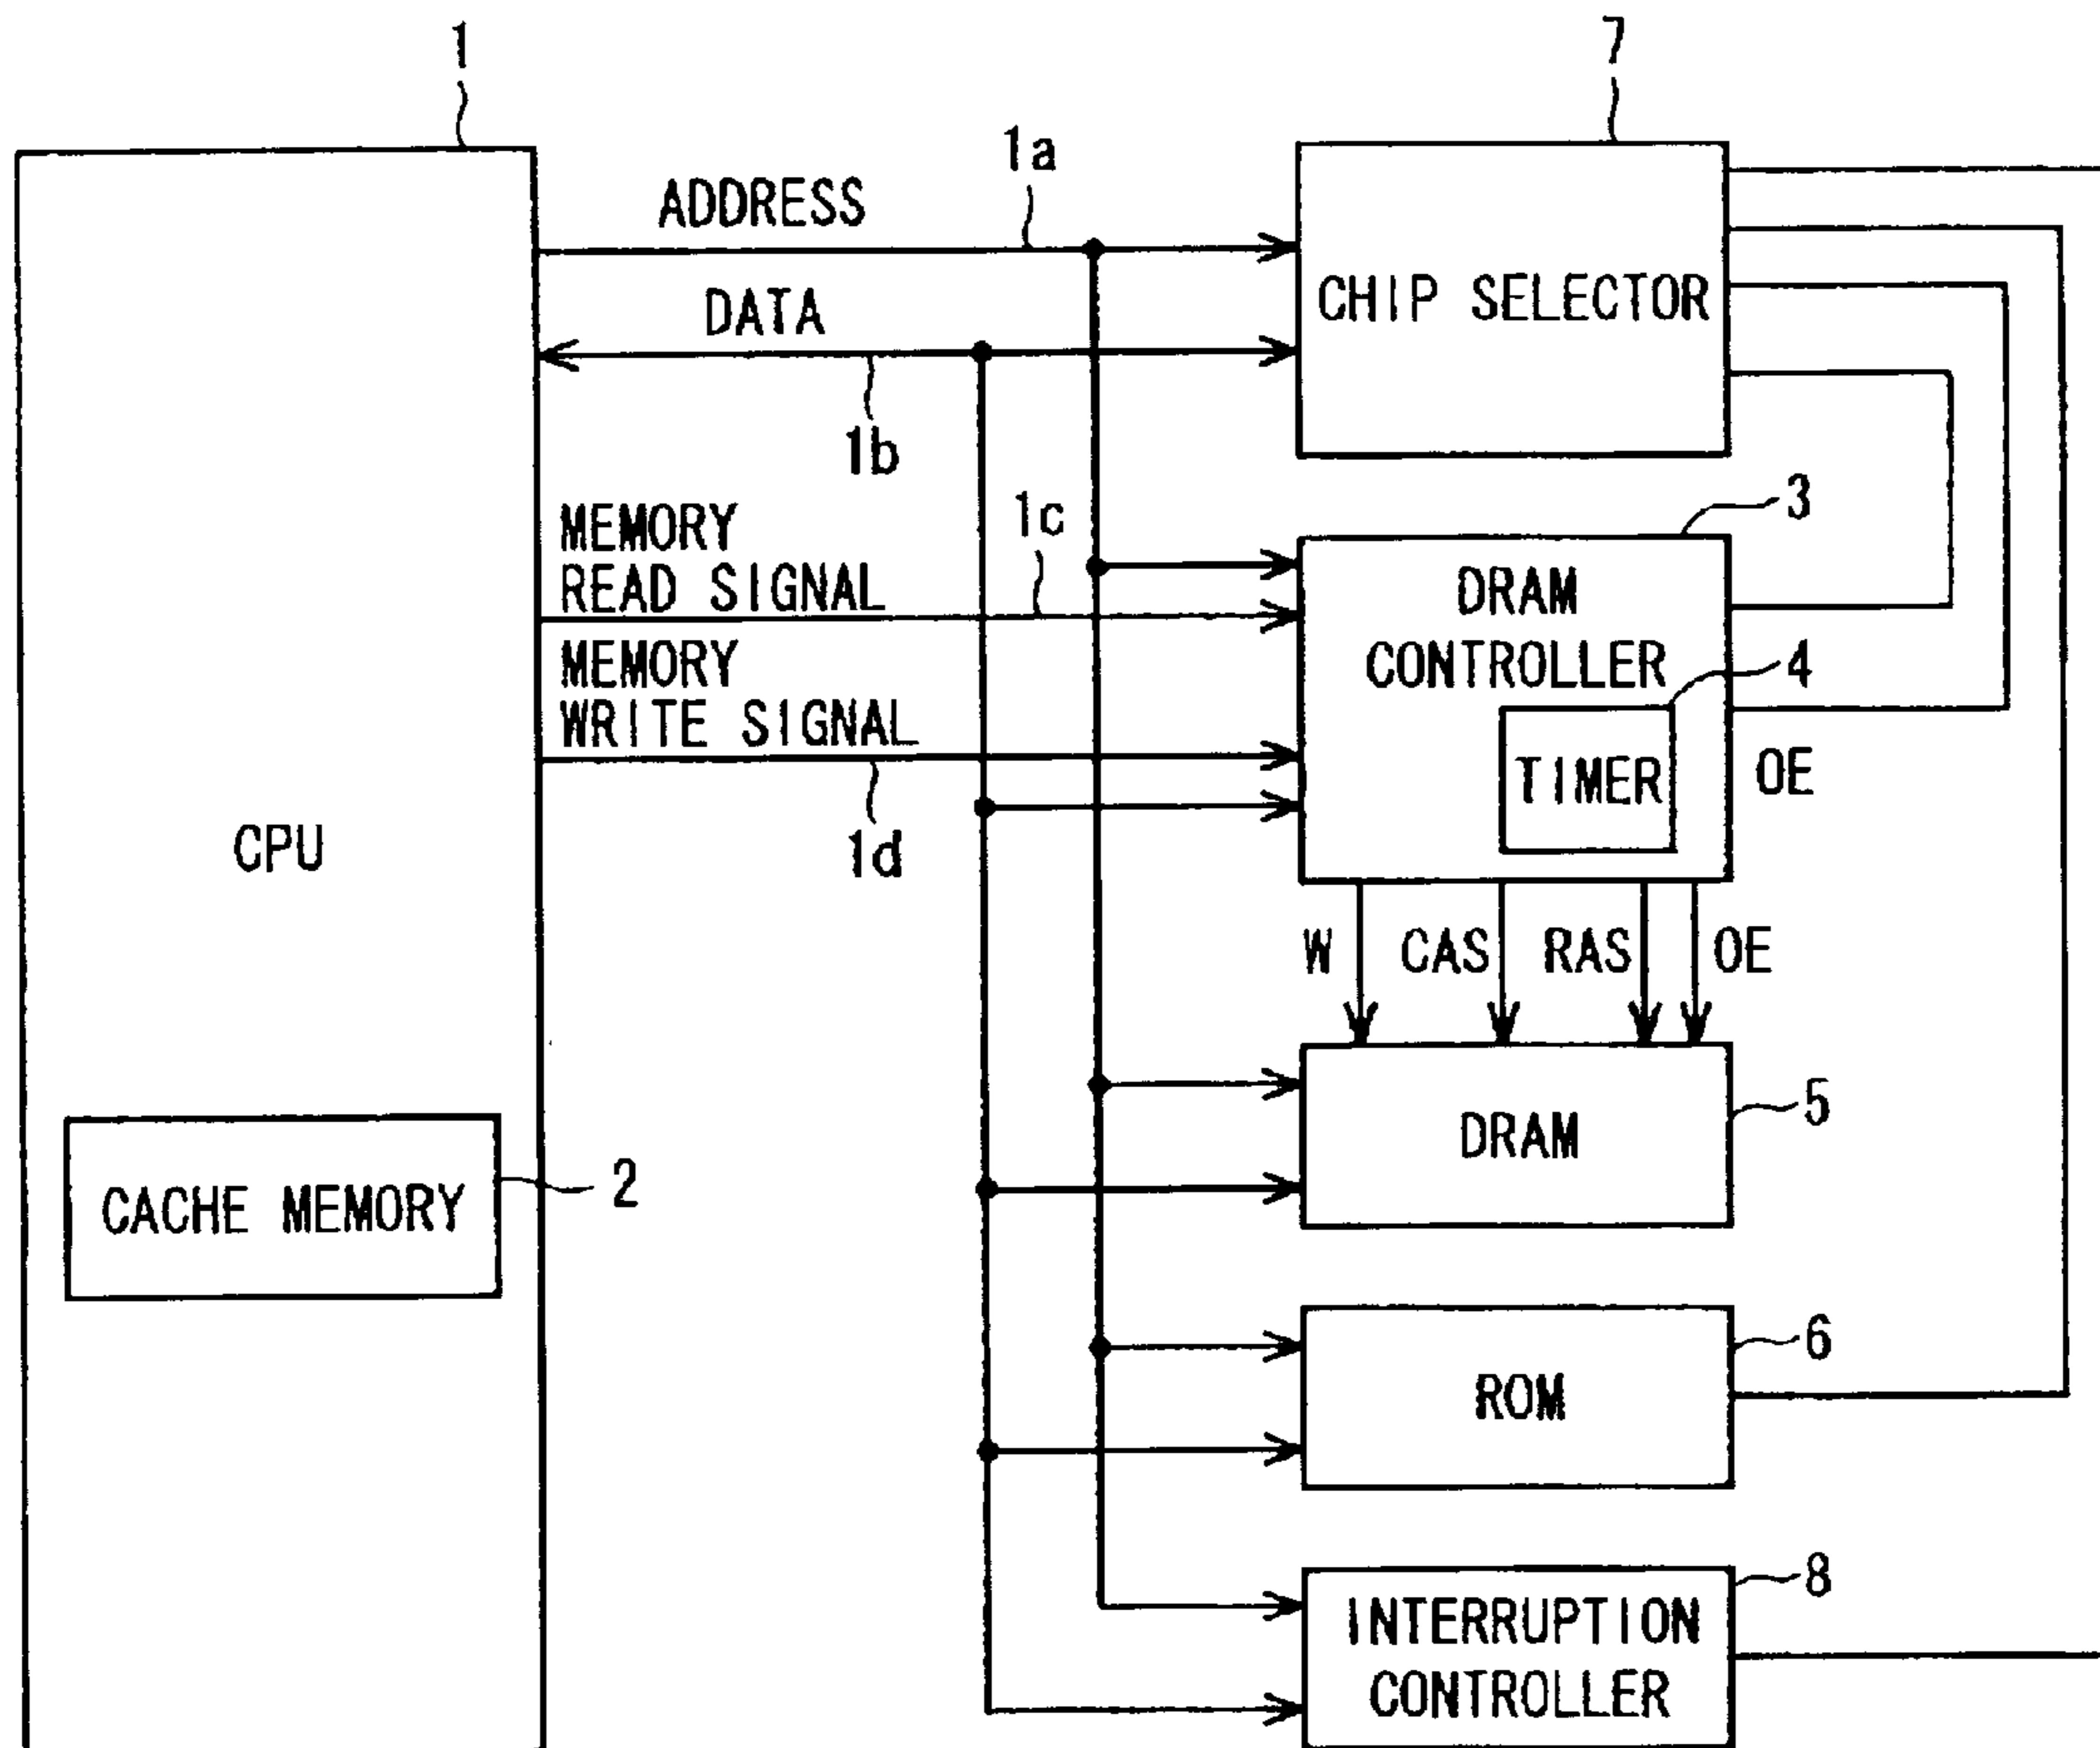 1
7
1a
ADDRESS
CHIP SELECTOR
DATA
1b
1c
3
MEMORY
READ SIGNAL
DRAM
CONTROLLER
4
MEMORY
WRITE SIGNAL
TIMER
OE
1d
CPU
W
CAS
RAS
OE
5
DRAM
CACHE MEMORY
2
6
ROM
8
INTERRUPTION
CONTROLLER